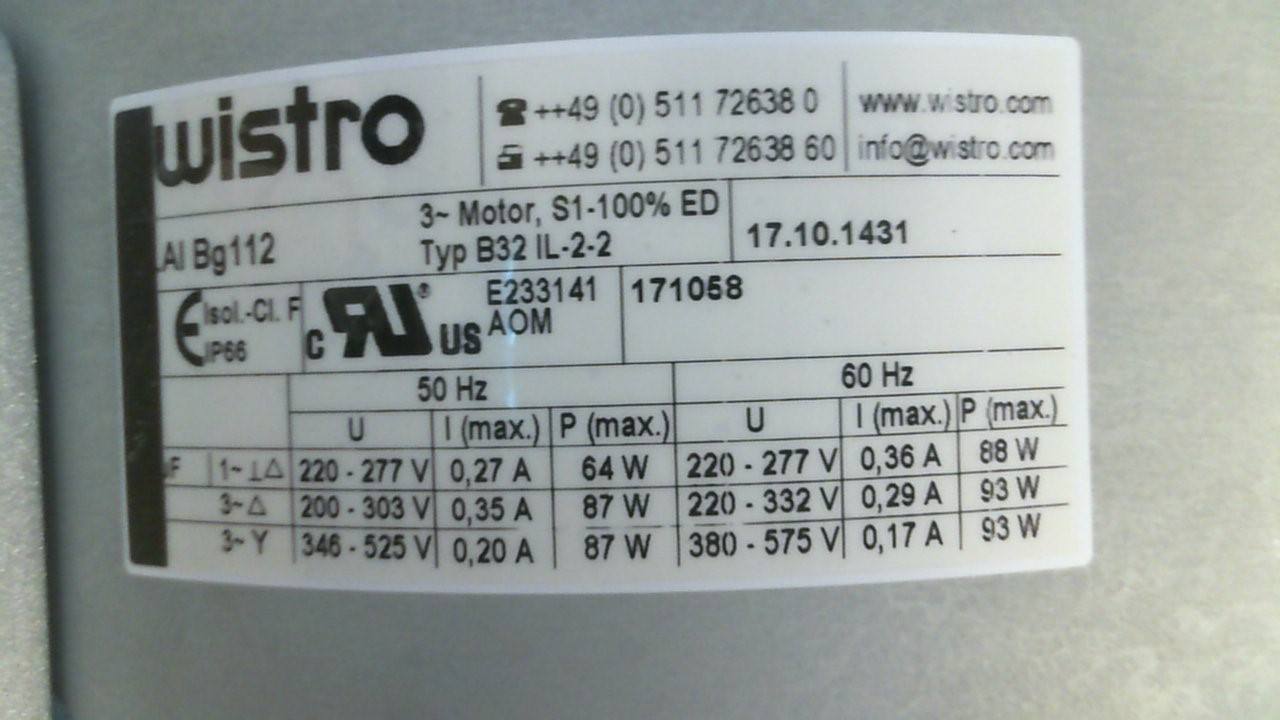 wistro
++49 (0) 511 72638 0
++49 (0) 511 72638 60
www.wistro.com
info@wistro.com
3~ Motor, S1-100% ED
AI Bg112 Typ B32 IL-2-2
17.10.1431
CE Isol.-Cl. F
IP66
C RU® US E233141
AOM
171058
50 Hz 60 Hz
U I (max.) P (max.) U I (max.) P (max.)
F 1~ ⊥△ 220 - 277 V 0,27 A 64 W 220 - 277 V 0,36 A 88 W
3~ △ 200 - 303 V 0,35 A 87 W 220 - 332 V 0,29 A 93 W
3~ Y 346 - 525 V 0,20 A 87 W 380 - 575 V 0,17 A 93 W